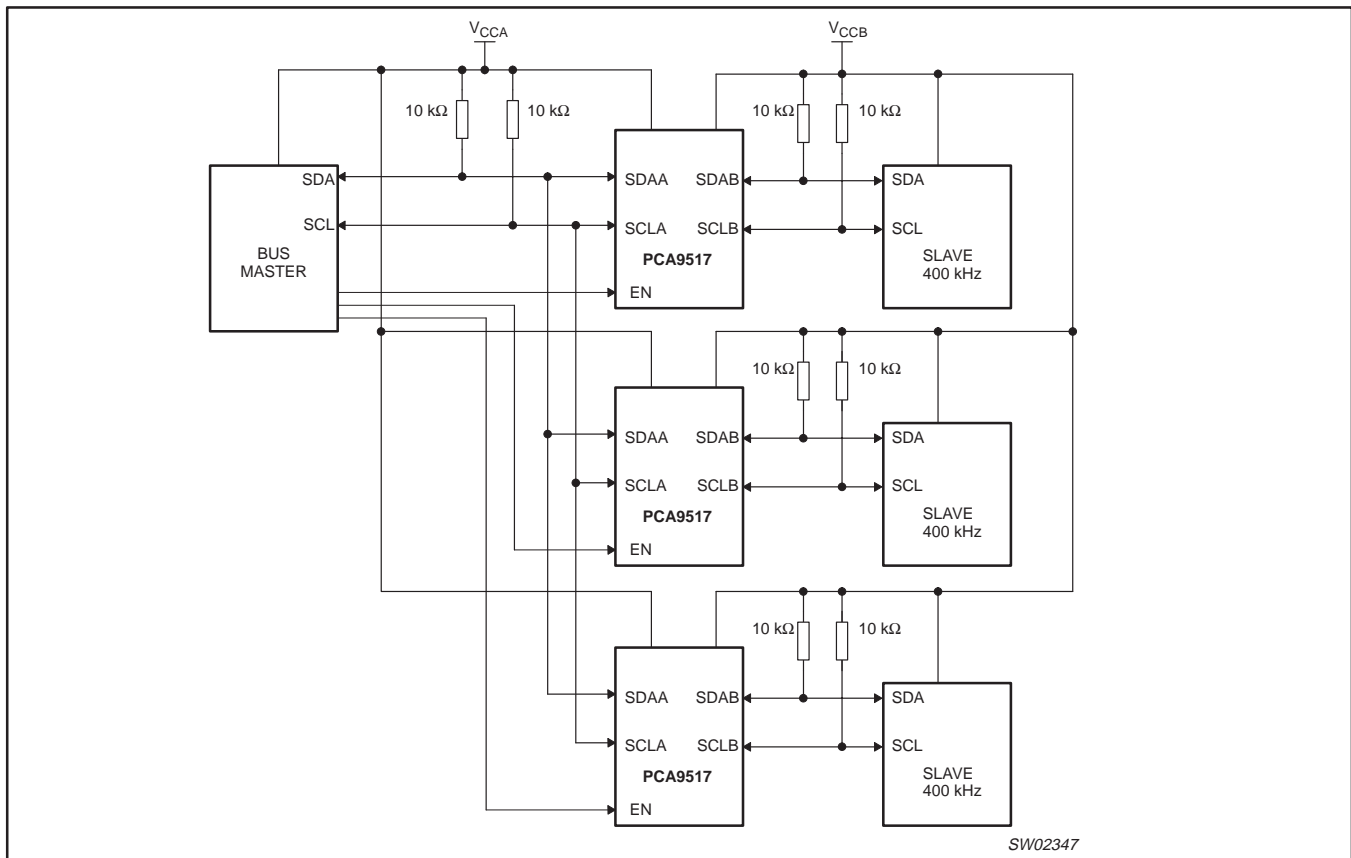 VCCA
VCCB
10 kΩ
10 kΩ
10 kΩ
10 kΩ
SDA
SCL
BUS
MASTER
SDAA
SDAB
SCLA
SCLB
PCA9517
EN
SDA
SCL
SLAVE
400 kHz
10 kΩ
10 kΩ
SDAA
SDAB
SCLA
SCLB
PCA9517
EN
SDA
SCL
SLAVE
400 kHz
10 kΩ
10 kΩ
SDAA
SDAB
SCLA
SCLB
PCA9517
EN
SDA
SCL
SLAVE
400 kHz
SW02347